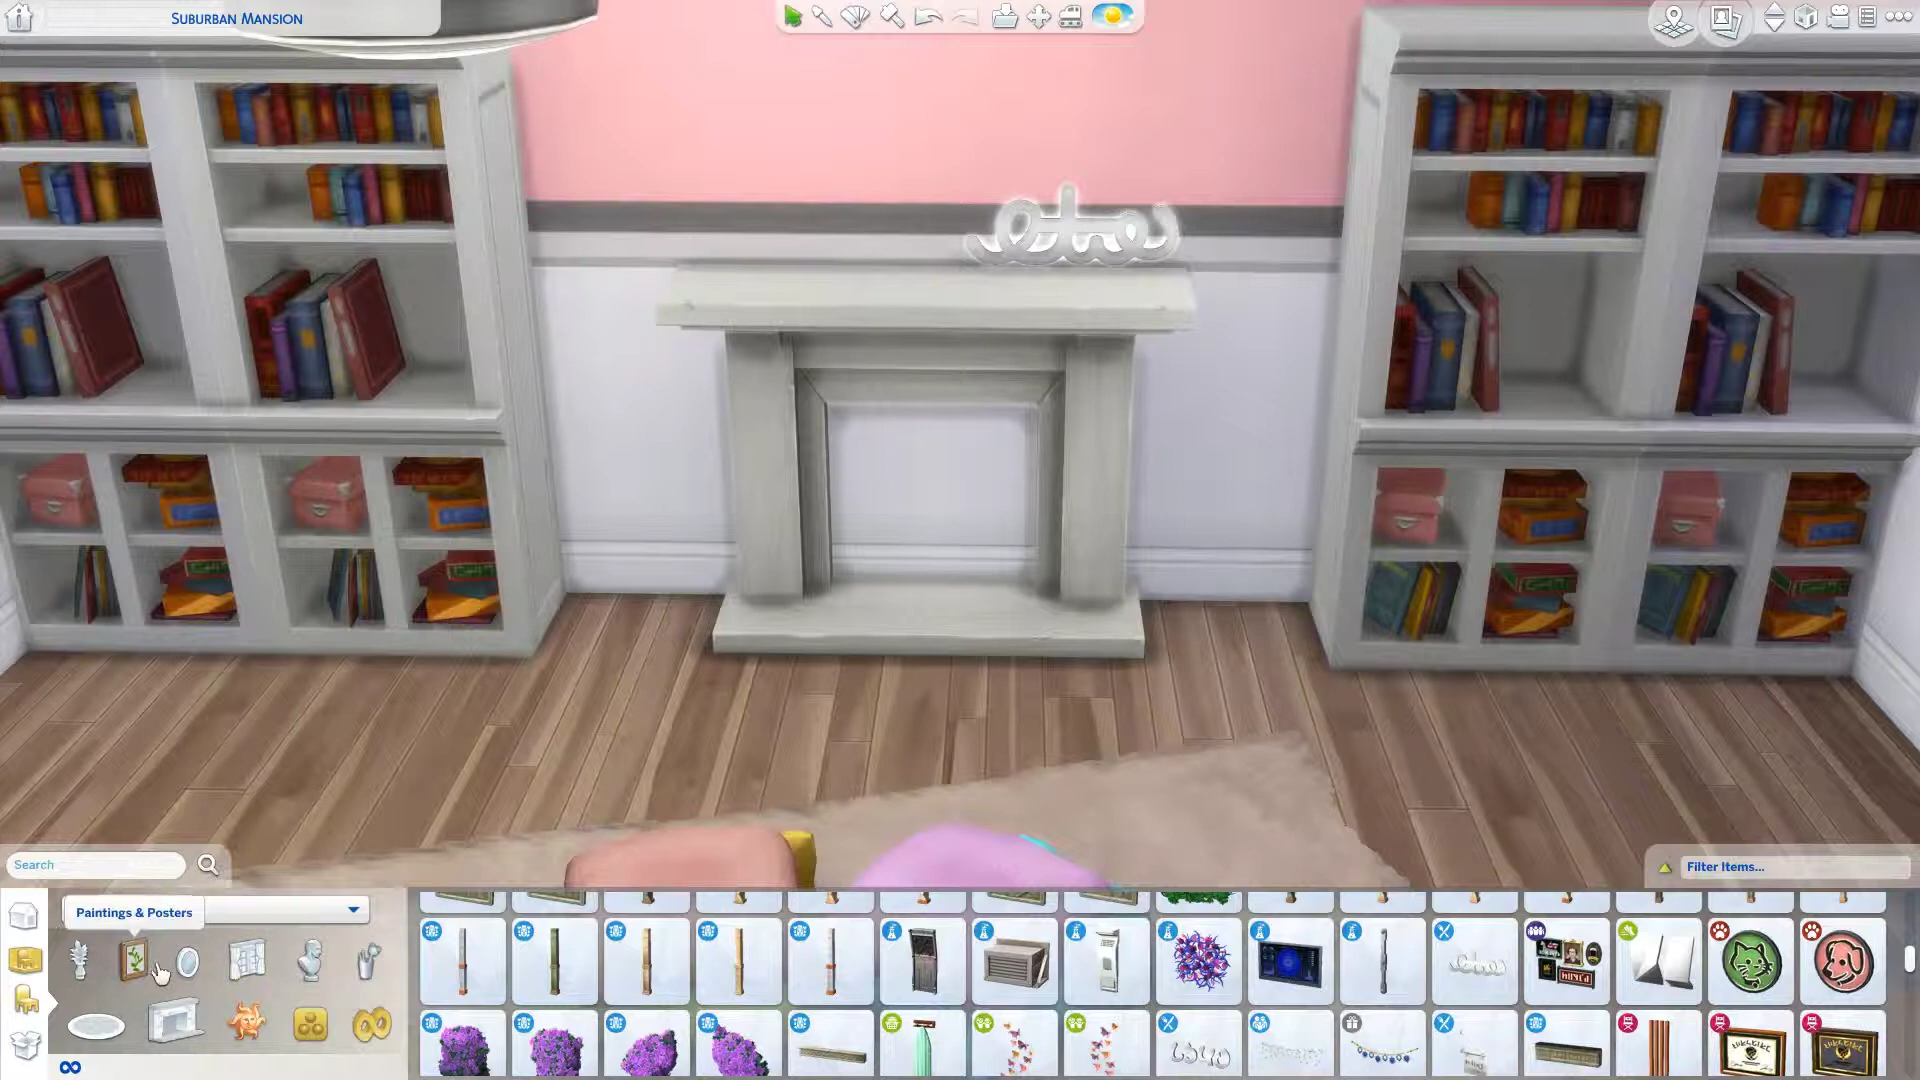 Suburban Mansion
Search
Filter Items...
Paintings & Posters